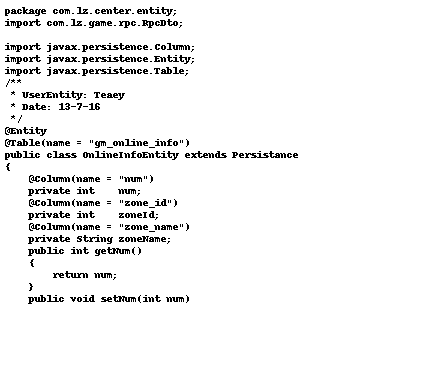 package com.lz.center.entity;
import com.lz.game.rpc.RpcDto;
import javax.persistence.Column;
import javax.persistence.Entity;
import javax.persistence.Table;
/**
 * UserEntity: Teaey
 * Date: 13-7-16
 */
@Entity
@Table(name = "gm_online_info")
public class OnlineInfoEntity extends Persistance
{
    @Column(name = "num")
    private int    num;
    @Column(name = "zone_id")
    private int    zoneId;
    @Column(name = "zone_name")
    private String zoneName;
    public int getNum()
    {
        return num;
    }
    public void setNum(int num)